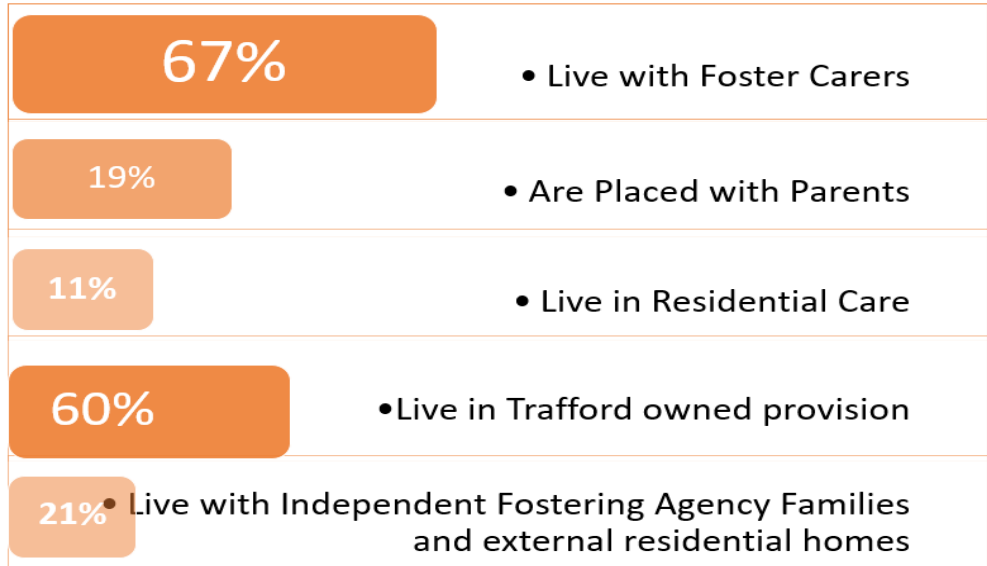 67%
• Live with Foster Carers
19%
• Are Placed with Parents
11%
• Live in Residential Care
60%
•Live in Trafford owned provision
21%
• Live with Independent Fostering Agency Families
and external residential homes